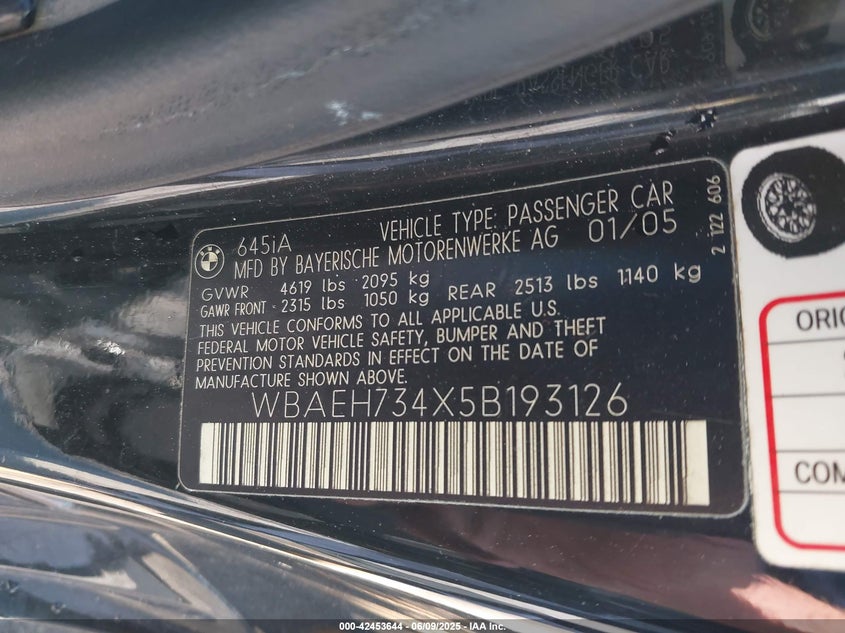 645iA VEHICLE TYPE: PASSENGER CAR
MFD BY BAYERISCHE MOTORENWERKE AG 01/05
GVWR 4619 lbs 2095 kg
GAWR FRONT - 2315 lbs 1050 kg REAR 2513 lbs 1140 kg
THIS VEHICLE CONFORMS TO ALL APPLICABLE U.S.
FEDERAL MOTOR VEHICLE SAFETY, BUMPER AND THEFT
PREVENTION STANDARDS IN EFFECT ON THE DATE OF
MANUFACTURE SHOWN ABOVE.
WBAEH734X5B193126
2 122 606
ORIG
COM
000-42453644 - 06/09/2025 - IAA Inc.